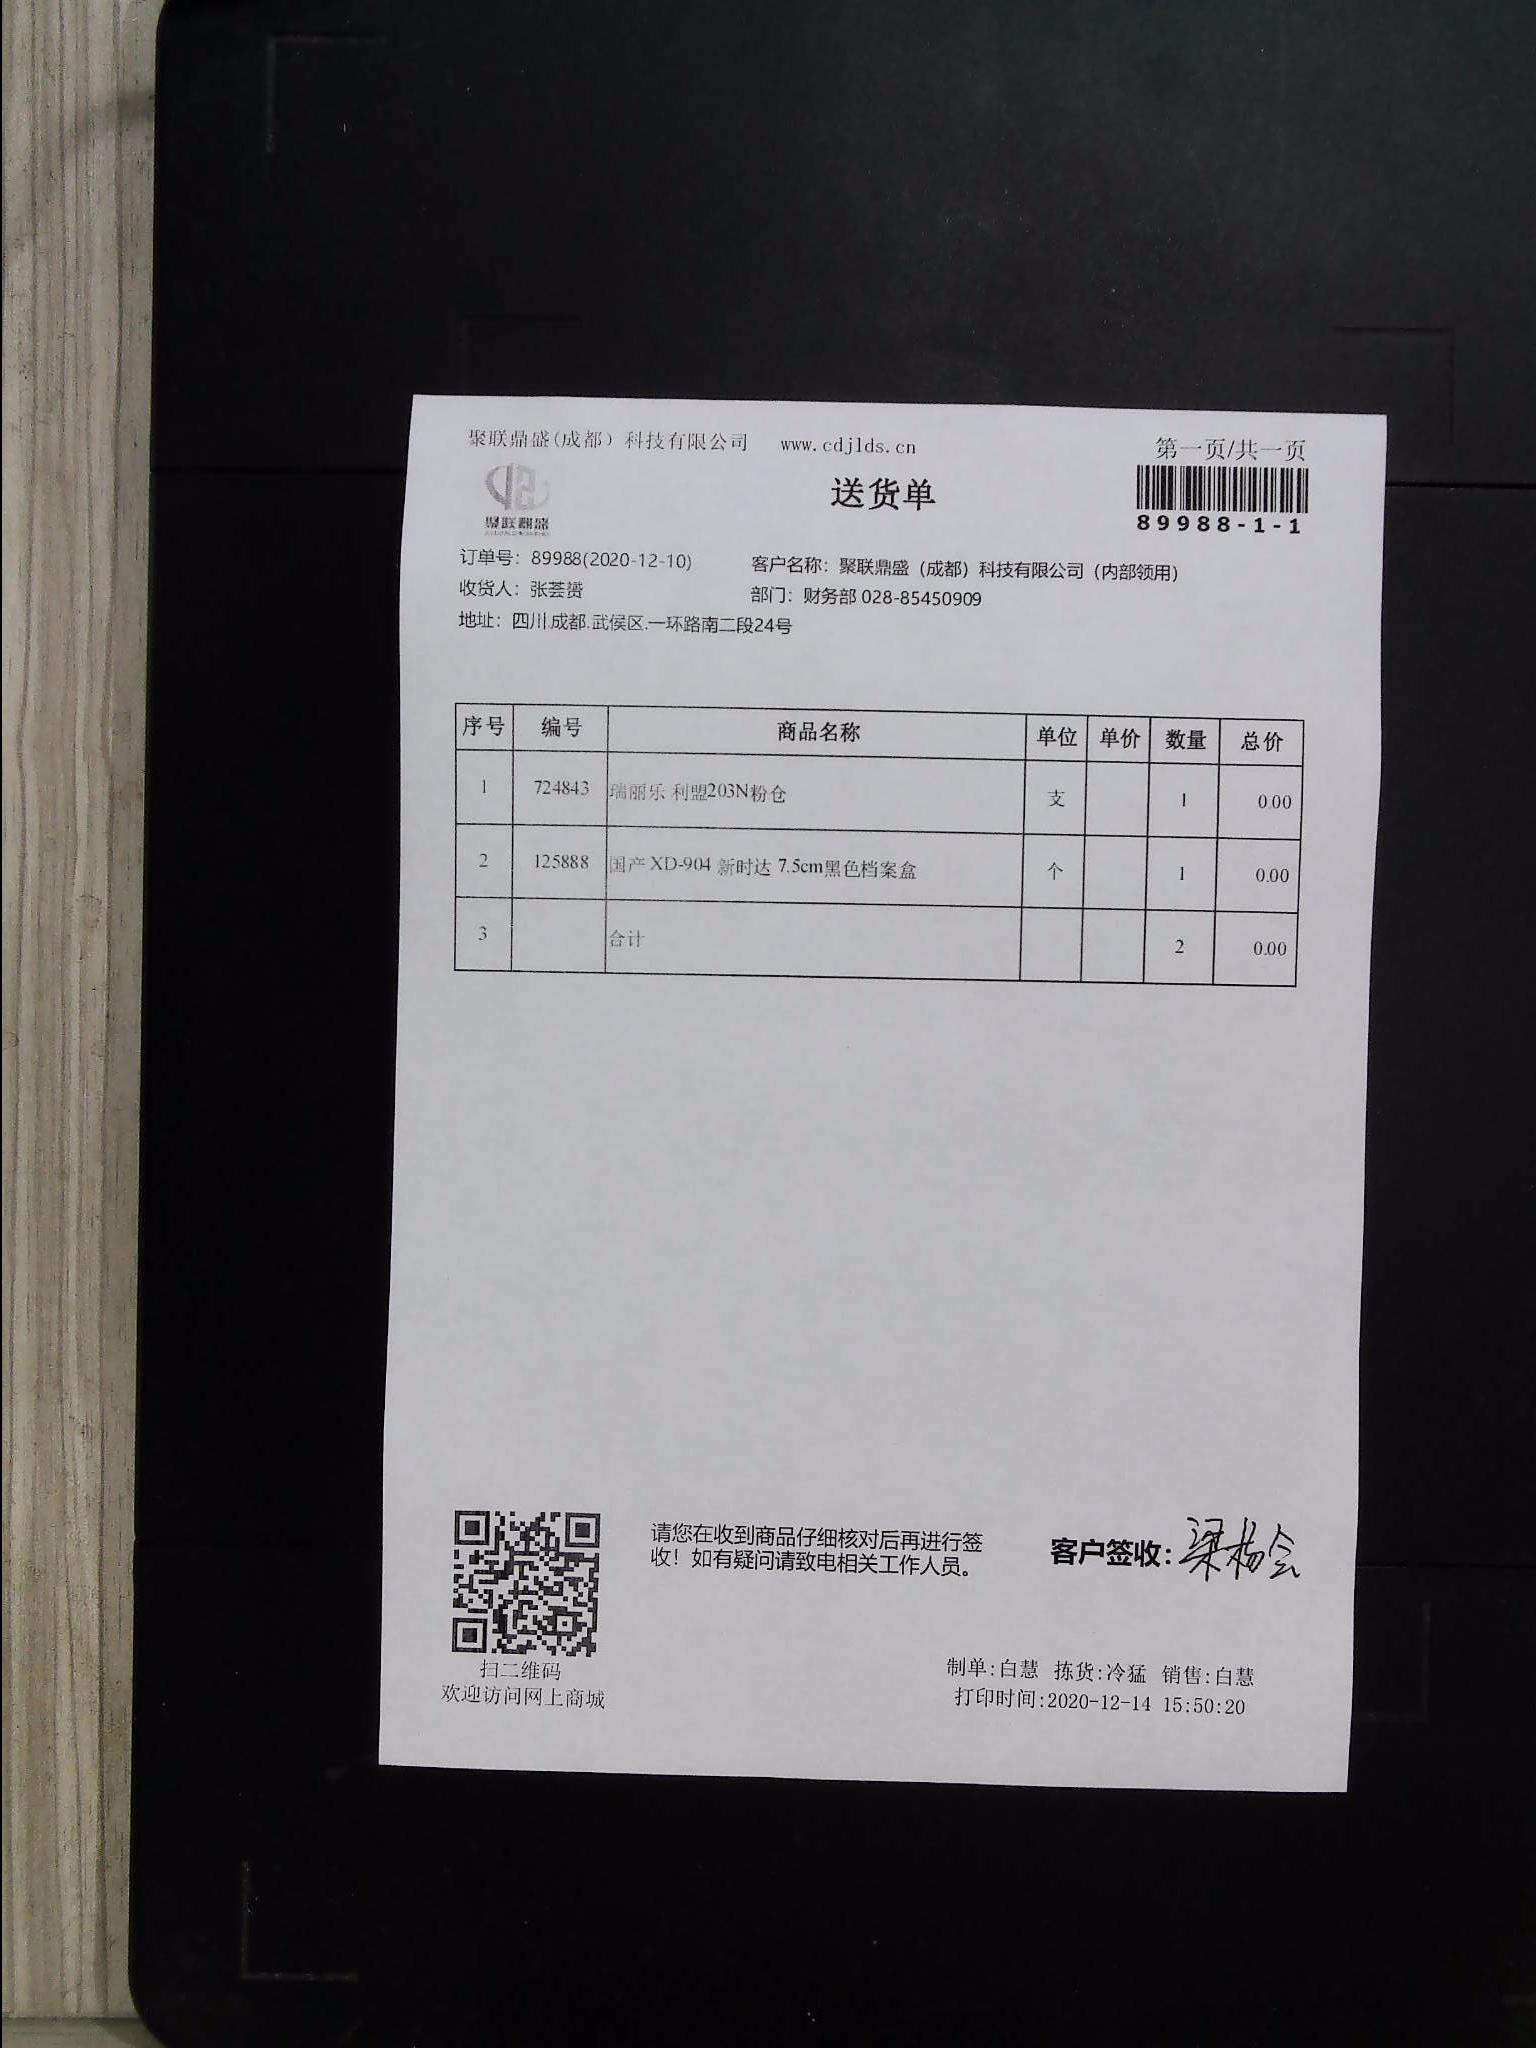 聚联鼎盛(成都）科技有限公司 www.cdjlds.cn 第一页/共一页
聚联鼎盛
送货单
89988-1-1
订单号：89988(2020-12-10) 客户名称：聚联鼎盛（成都）科技有限公司（内部领用）
收货人：张荟赟 部门：财务部 028-85450909
地址：四川.成都.武侯区.一环路南二段24号
序号 编号 商品名称 单位 单价 数量 总价
1 724843 瑞丽乐 利盟203N粉仓 支 1 0.00
2 125888 国产 XD-904 新时达 7.5cm黑色档案盒 个 1 0.00
3 合计 2 0.00
请您在收到商品仔细核对后再进行签
收！如有疑问请致电相关工作人员。
客户签收：梁杨会
扫二维码
欢迎访问网上商城
制单:白慧 拣货:冷猛 销售:白慧
打印时间:2020-12-14 15:50:20